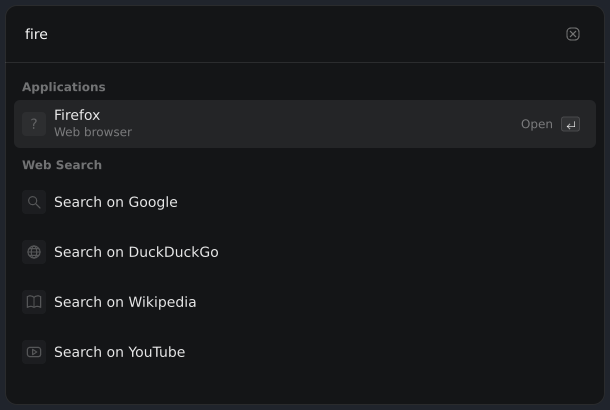 fire
Applications
?
Firefox
Web browser
Open
Web Search
Search on Google
Search on DuckDuckGo
Search on Wikipedia
Search on YouTube